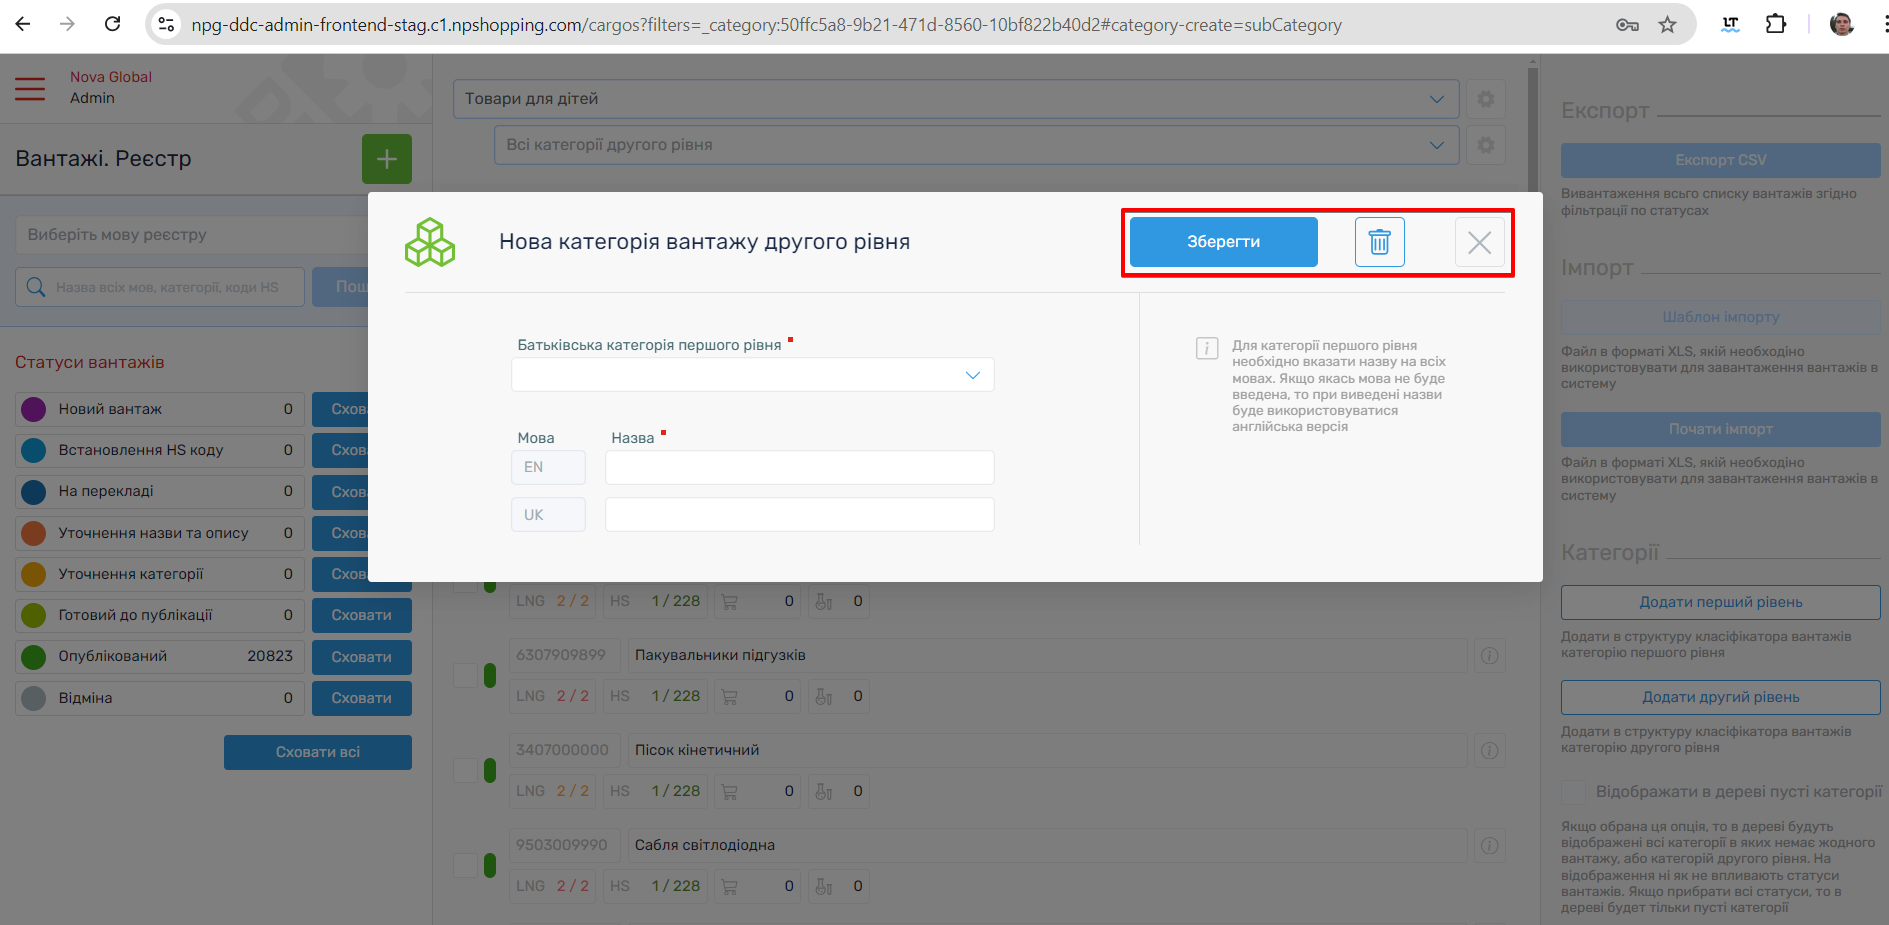 npg-ddc-admin-frontend-stag.c1.npshopping.com/cargos?filters=_category:50ffc5a8-9b21-471d-8560-10bf822b40d2#category-create=subCategory
Nova Global
Admin
Вантажі. Реєстр
Виберіть мову реєстру
Назва всіх мов, категорії, коди HS
Статуси вантажів
Новий вантаж 0
Встановлення HS коду 0
На перекладі 0
Уточнення назви та опису 0
Уточнення категорії 0
Готовий до публікації 0 Сховати
Опублікований 20823 Сховати
Відміна 0 Сховати
Сховати всі
Товари для дітей
Всі категорії другого рівня
Нова категорія вантажу другого рівня
Зберегти
Батьківська категорія першого рівня
Мова Назва
EN
UK
i
Для категорії першого рівня
необхідно вказати назву на всіх
мовах. Якщо якась мова не буде
введена, то при виведені назви
буде використовуватися
англійська версія
LNG 2 / 2 HS 1 / 228 0 0
6307909899 Пакувальники підгузків
LNG 2 / 2 HS 1 / 228 0 0
3407000000 Пісок кінетичний
LNG 2 / 2 HS 1 / 228 0 0
9503009990 Сабля світлодіодна
LNG 2 / 2 HS 1 / 228 0 0
Експорт
Експорт CSV
Вивантаження всього списку вантажів згідно
фільтрації по статусах
Імпорт
Шаблон імпорту
Файл в форматі XLS, якій необхідно
використовувати для завантаження вантажів в
систему
Почати імпорт
Файл в форматі XLS, якій необхідно
використовувати для завантаження вантажів в
систему
Категорії
Додати перший рівень
Додати в структуру класіфікатора вантажів
категорію першого рівня
Додати другий рівень
Додати в структуру класіфікатора вантажів
категорію другого рівня
Відображати в дереві пусті категорії
Якщо обрана ця опція, то в дереві будуть
відображені всі категорії в яких немає жодного
вантажу, або категорій другого рівня. На
відображення ні як не впливають статуси
вантажів. Якщо прибрати всі статуси, то в
дереві будет тільки пусті категорії